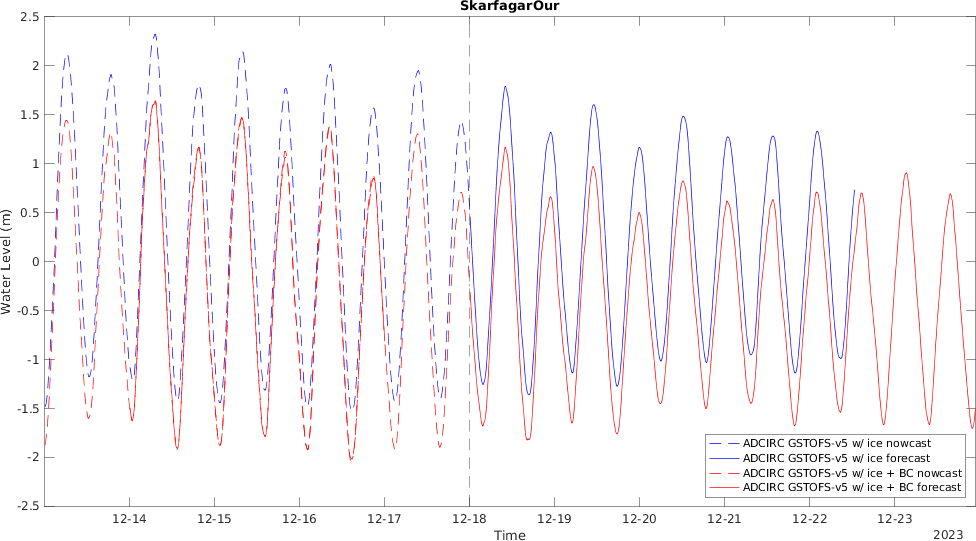 SkarfagarOur
2.5
2
1.5
1
0.5
0
-0.5
-1
-1.5
-2
-2.5
Water Level (m)
12-14 12-15 12-16 12-17 12-18 12-19 12-20 12-21 12-22 12-23
Time
2023
ADCIRC GSTOFS-v5 w/ ice nowcast
ADCIRC GSTOFS-v5 w/ ice forecast
ADCIRC GSTOFS-v5 w/ ice + BC nowcast
ADCIRC GSTOFS-v5 w/ ice + BC forecast